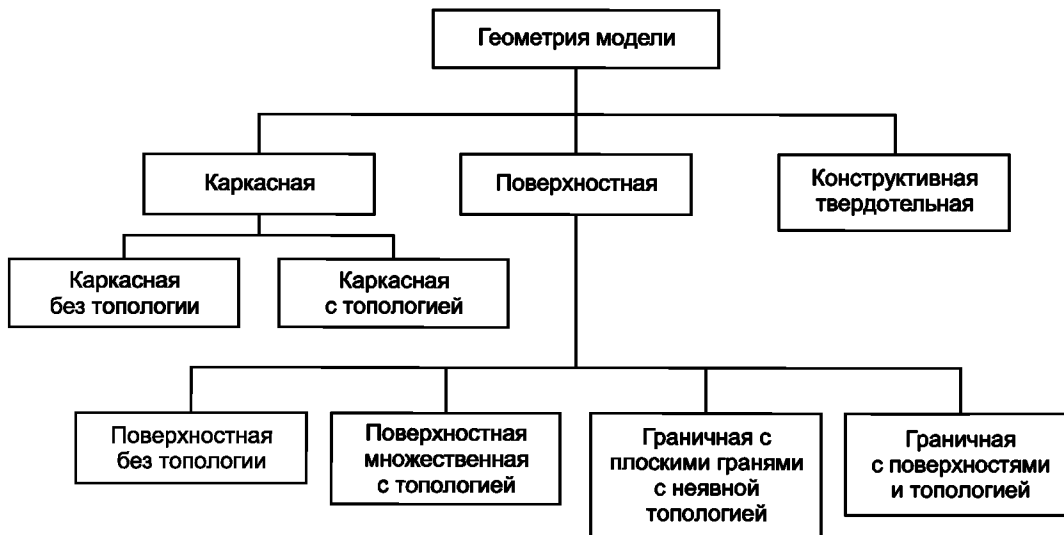 Геометрия модели
Каркасная
Поверхностная
Конструктивная
твердотельная
Каркасная
без топологии
Каркасная
с топологией
Поверхностная
без топологии
Поверхностная
множественная
с топологией
Граничная с
плоскими гранями
с неявной
топологией
Граничная
с поверхностями
и топологией